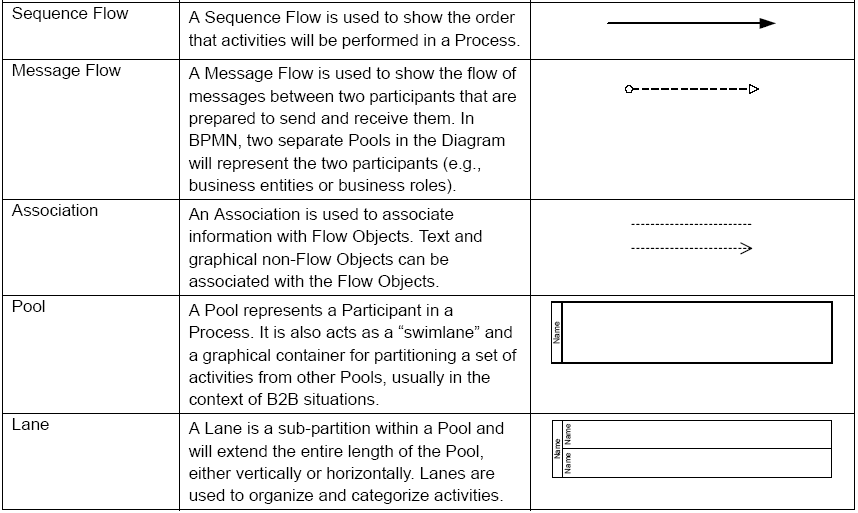 Sequence Flow
A Sequence Flow is used to show the order
that activities will be performed in a Process.
Message Flow
A Message Flow is used to show the flow of
messages between two participants that are
prepared to send and receive them. In
BPMN, two separate Pools in the Diagram
will represent the two participants (e.g.,
business entities or business roles).
Association
An Association is used to associate
information with Flow Objects. Text and
graphical non-Flow Objects can be
associated with the Flow Objects.
Pool
A Pool represents a Participant in a
Process. It is also acts as a “swimlane” and
a graphical container for partitioning a set of
activities from other Pools, usually in the
context of B2B situations.
Name
Lane
A Lane is a sub-partition within a Pool and
will extend the entire length of the Pool,
either vertically or horizontally. Lanes are
used to organize and categorize activities.
Name
Name
Name